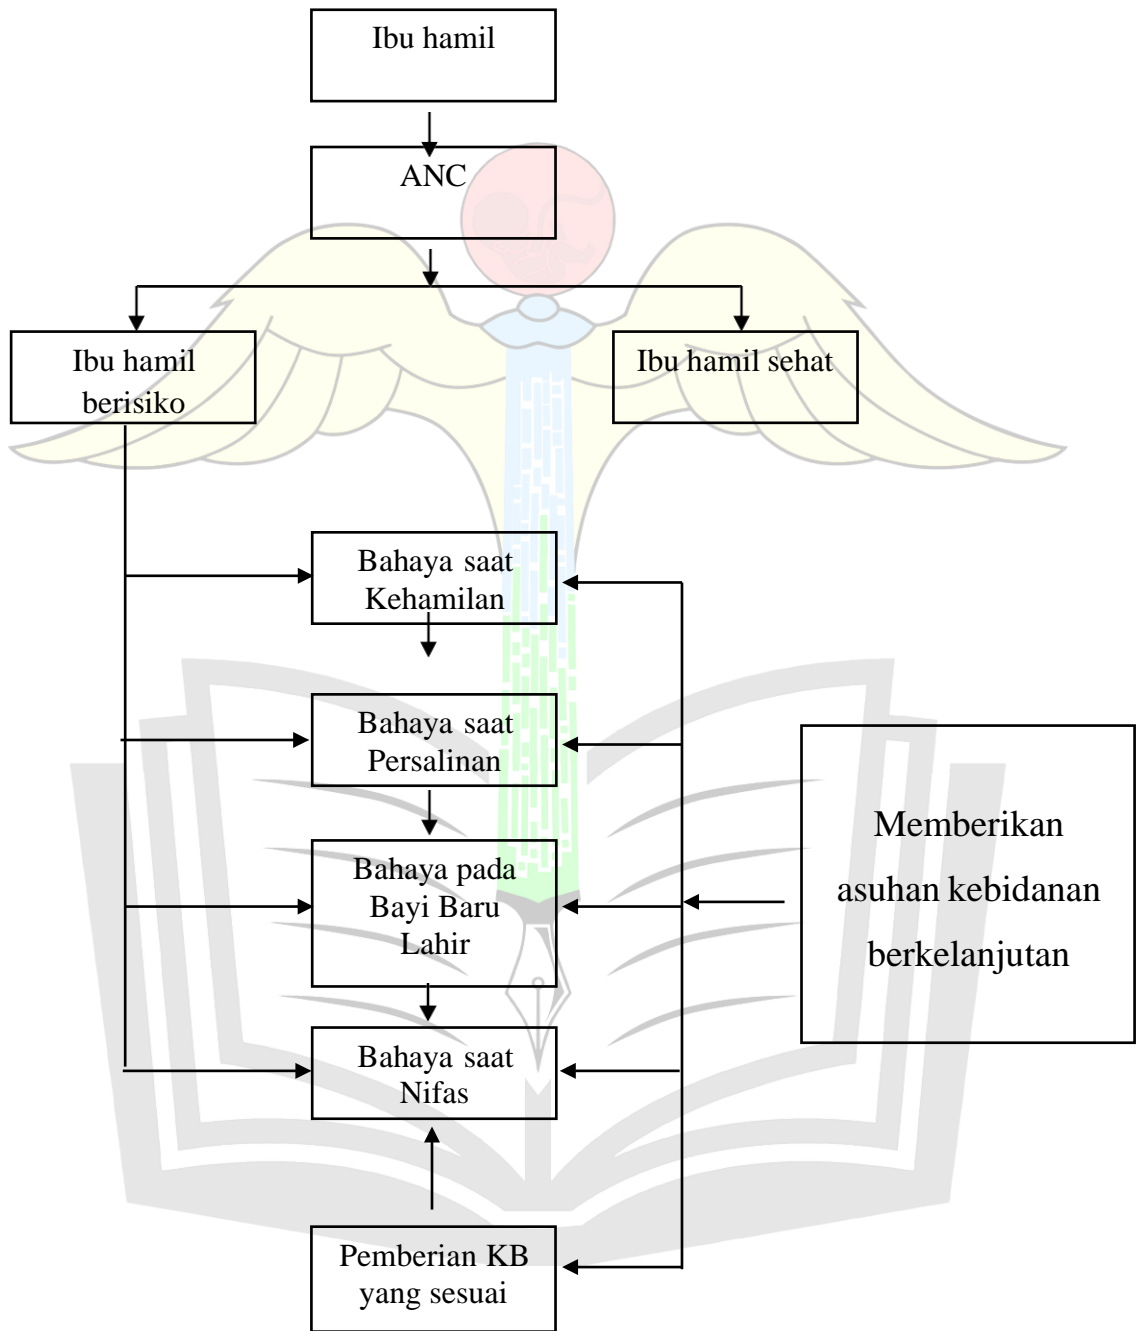 Ibu hamil
ANC
Ibu hamil
berisiko
Ibu hamil sehat
Bahaya saat
Kehamilan
Bahaya saat
Persalinan
Bahaya pada
Bayi Baru
Lahir
Bahaya saat
Nifas
Pemberian KB
yang sesuai
Memberikan
asuhan kebidanan
berkelanjutan